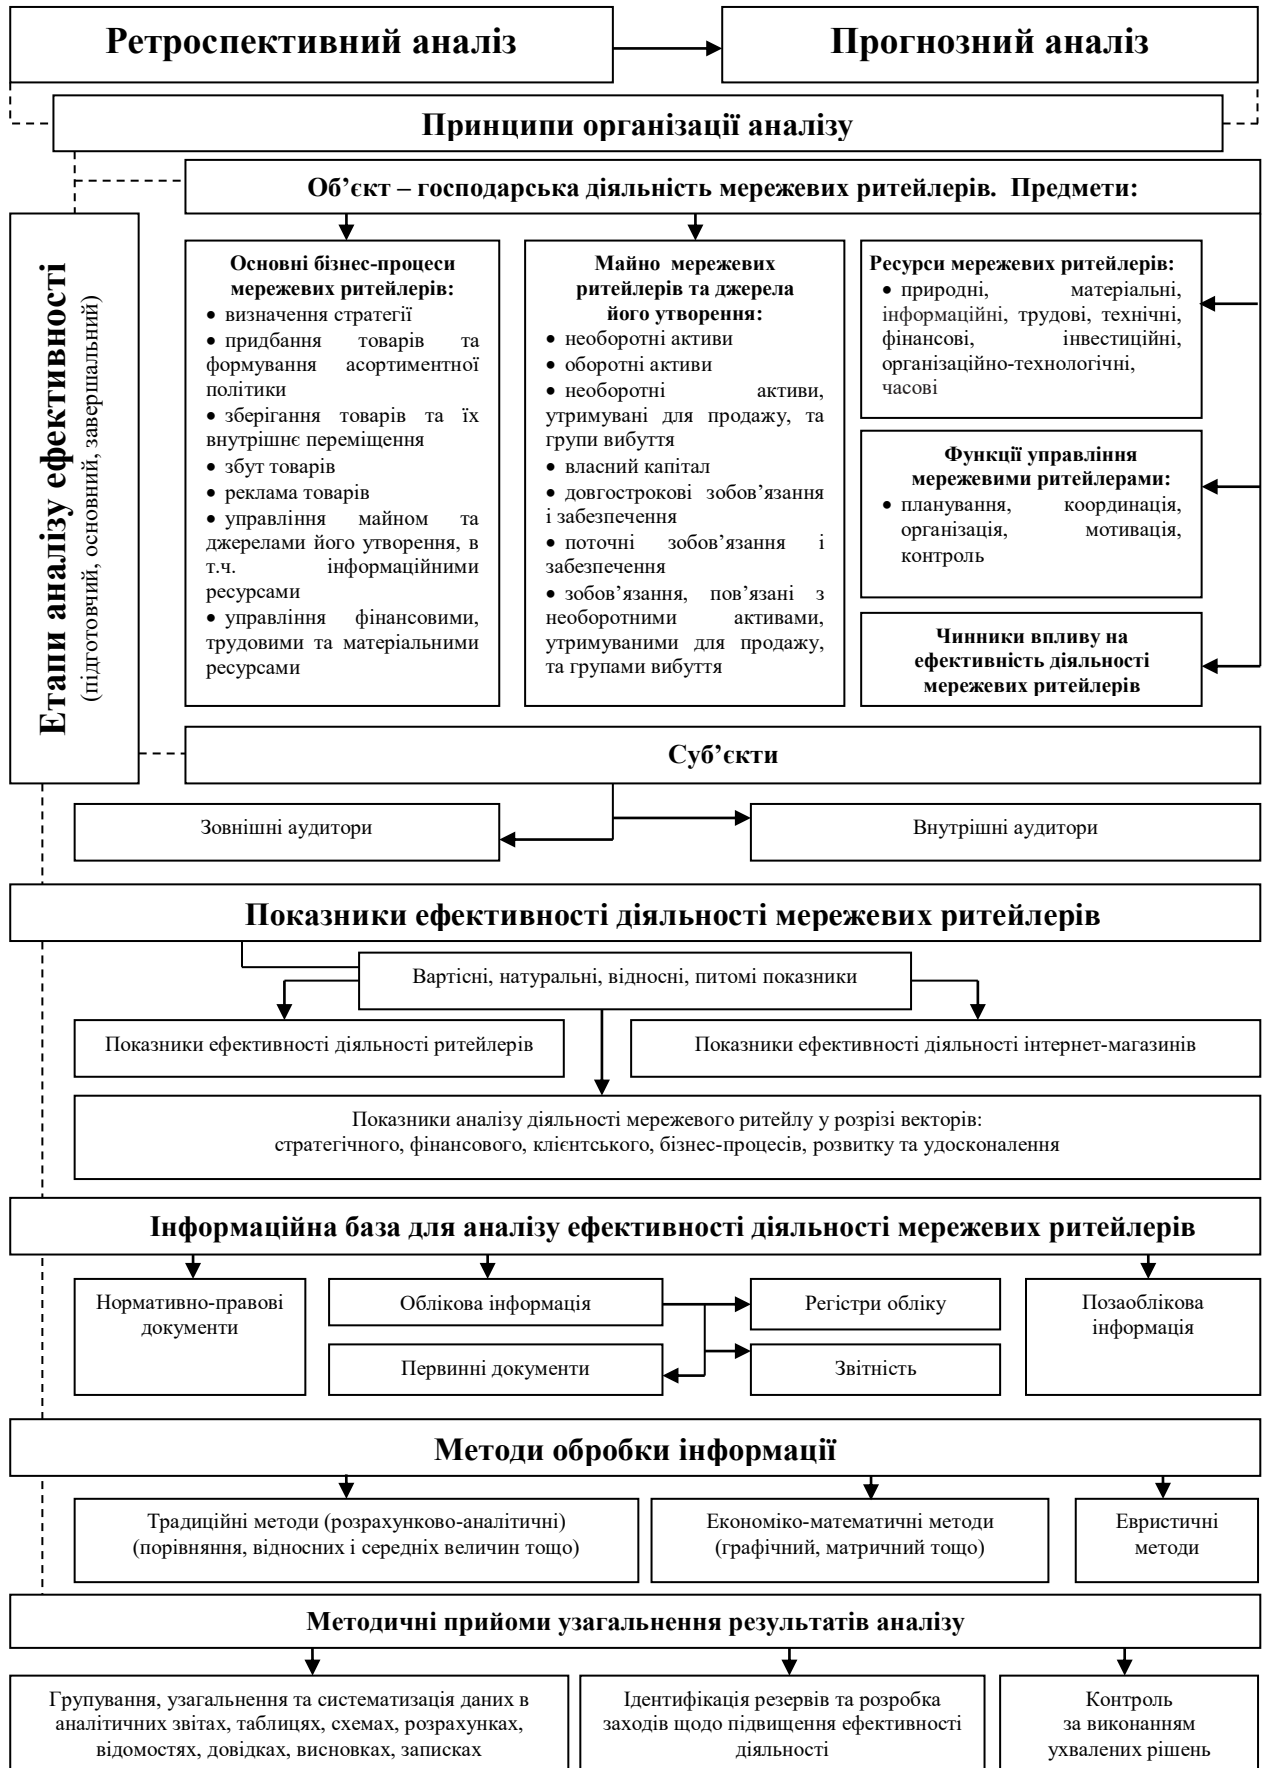 Ретроспективний аналіз
Прогнозний аналіз
Принципи організації аналізу
Об’єкт – господарська діяльність мережевих ритейлерів.  Предмети:
Етапи аналізу ефективності
(підготовчий, основний, завершальний)
Основні бізнес-процеси
мережевих ритейлерів:
• визначення стратегії
• придбання товарів та
формування асортиментної
політики
• зберігання товарів та їх
внутрішнє переміщення
• збут товарів
• реклама товарів
• управління майном та
джерелами його утворення, в
т.ч. інформаційними
ресурсами
• управління фінансовими,
трудовими та матеріальними
ресурсами
Майно мережевих
ритейлерів та джерела
його утворення:
• необоротні активи
• оборотні активи
• необоротні активи,
утримувані для продажу, та
групи вибуття
• власний капітал
• довгострокові зобов’язання
і забезпечення
• поточні зобов’язання і
забезпечення
• зобов’язання, пов’язані з
необоротними активами,
утримуваними для продажу,
та групами вибуття
Ресурси мережевих ритейлерів:
• природні, матеріальні,
інформаційні, трудові, технічні,
фінансові, інвестиційні,
організаційно-технологічні,
часові
Функції управління
мережевими ритейлерами:
• планування, координація,
організація, мотивація,
контроль
Чинники впливу на
ефективність діяльності
мережевих ритейлерів
Суб’єкти
Зовнішні аудитори
Внутрішні аудитори
Показники ефективності діяльності мережевих ритейлерів
Вартісні, натуральні, відносні, питомі показники
Показники ефективності діяльності ритейлерів
Показники ефективності діяльності інтернет-магазинів
Показники аналізу діяльності мережевого ритейлу у розрізі векторів:
стратегічного, фінансового, клієнтського, бізнес-процесів, розвитку та удосконалення
Інформаційна база для аналізу ефективності діяльності мережевих ритейлерів
Нормативно-правові
документи
Облікова інформація
Регістри обліку
Позаоблікова
інформація
Первинні документи
Звітність
Методи обробки інформації
Традиційні методи (розрахунково-аналітичні)
(порівняння, відносних і середніх величин тощо)
Економіко-математичні методи
(графічний, матричний тощо)
Евристичні
методи
Методичні прийоми узагальнення результатів аналізу
Групування, узагальнення та систематизація даних в
аналітичних звітах, таблицях, схемах, розрахунках,
відомостях, довідках, висновках, записках
Ідентифікація резервів та розробка
заходів щодо підвищення ефективності
діяльності
Контроль
за виконанням
ухвалених рішень